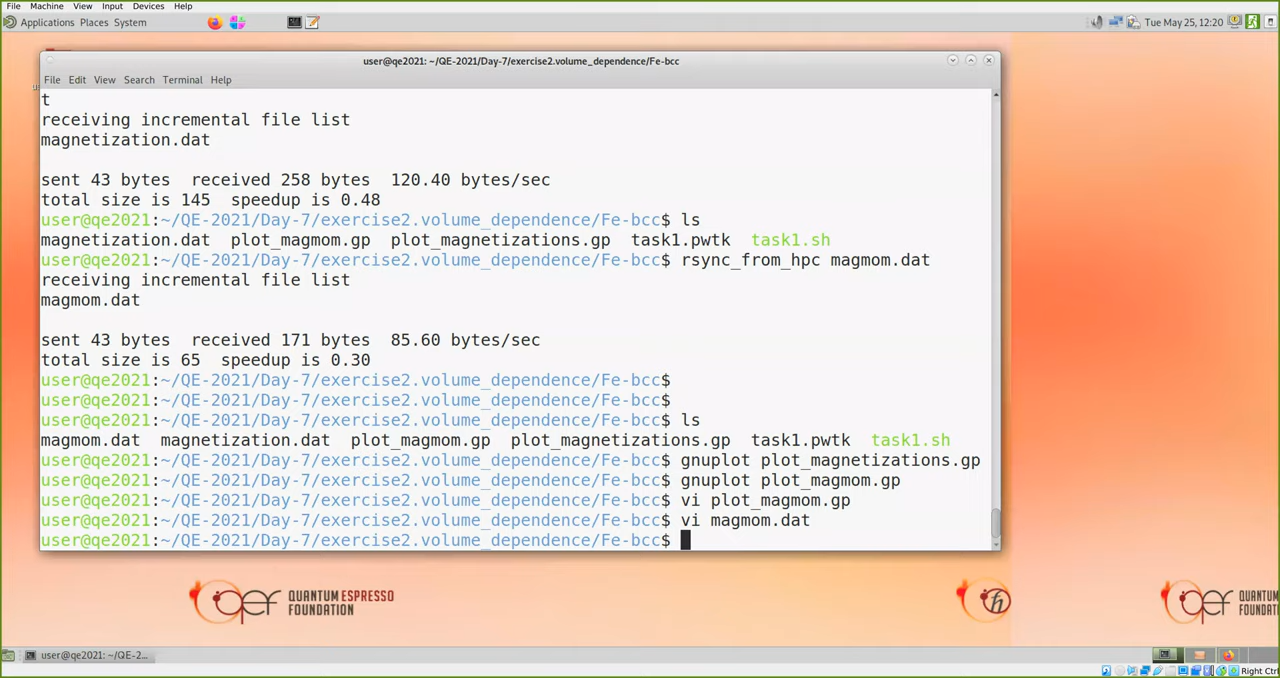 File Machine View Input Devices Help
Applications Places System
Tue May 25, 12:20
user@qe2021: ~/QE-2021/Day-7/exercise2.volume_dependence/Fe-bcc
File Edit View Search Terminal Help
t
receiving incremental file list
magnetization.dat
sent 43 bytes  received 258 bytes  120.40 bytes/sec
total size is 145  speedup is 0.48
user@qe2021:~/QE-2021/Day-7/exercise2.volume_dependence/Fe-bcc$ ls
magnetization.dat  plot_magmom.gp  plot_magnetizations.gp  task1.pwtk  task1.sh
user@qe2021:~/QE-2021/Day-7/exercise2.volume_dependence/Fe-bcc$ rsync_from_hpc magmom.dat
receiving incremental file list
magmom.dat
sent 43 bytes  received 171 bytes  85.60 bytes/sec
total size is 65  speedup is 0.30
user@qe2021:~/QE-2021/Day-7/exercise2.volume_dependence/Fe-bcc$
user@qe2021:~/QE-2021/Day-7/exercise2.volume_dependence/Fe-bcc$
user@qe2021:~/QE-2021/Day-7/exercise2.volume_dependence/Fe-bcc$ ls
magmom.dat  magnetization.dat  plot_magmom.gp  plot_magnetizations.gp  task1.pwtk  task1.sh
user@qe2021:~/QE-2021/Day-7/exercise2.volume_dependence/Fe-bcc$ gnuplot plot_magnetizations.gp
user@qe2021:~/QE-2021/Day-7/exercise2.volume_dependence/Fe-bcc$ gnuplot plot_magmom.gp
user@qe2021:~/QE-2021/Day-7/exercise2.volume_dependence/Fe-bcc$ vi plot_magmom.gp
user@qe2021:~/QE-2021/Day-7/exercise2.volume_dependence/Fe-bcc$ vi magmom.dat
user@qe2021:~/QE-2021/Day-7/exercise2.volume_dependence/Fe-bcc$
QUANTUM ESPRESSO
FOUNDATION
QUANTUM
FOUNDAT
user@qe2021: ~/QE-2...
Right Ctrl